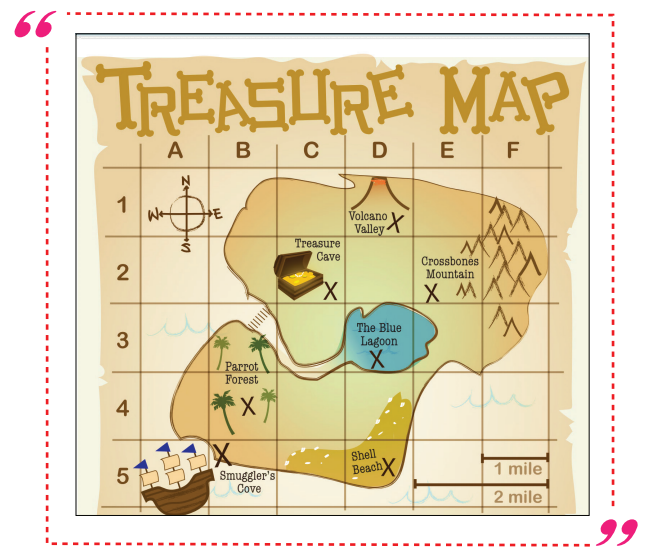 “
TREASURE MAP
A B C D E F
1
N
W E
S
Volcano
Valley X
2
Treasure
Cave
X
Crossbones
Mountain
X
3
The Blue
Lagoon
X
Parrot
Forest
4
X
5
X
Smuggler's
Cove
Shell
Beach X
1 mile
2 mile
”